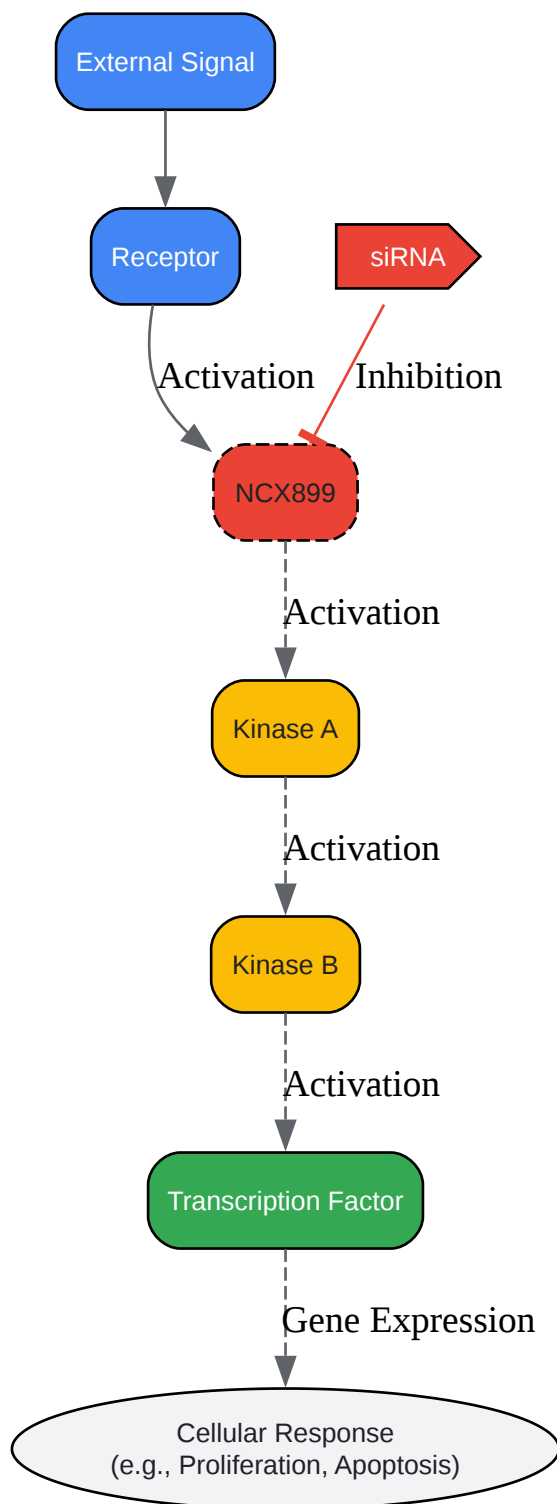 External Signal
Receptor
siRNA
Activation
Inhibition
NCX899
Activation
Kinase A
Activation
Kinase B
Activation
Transcription Factor
Gene Expression
Cellular Response
(e.g., Proliferation, Apoptosis)